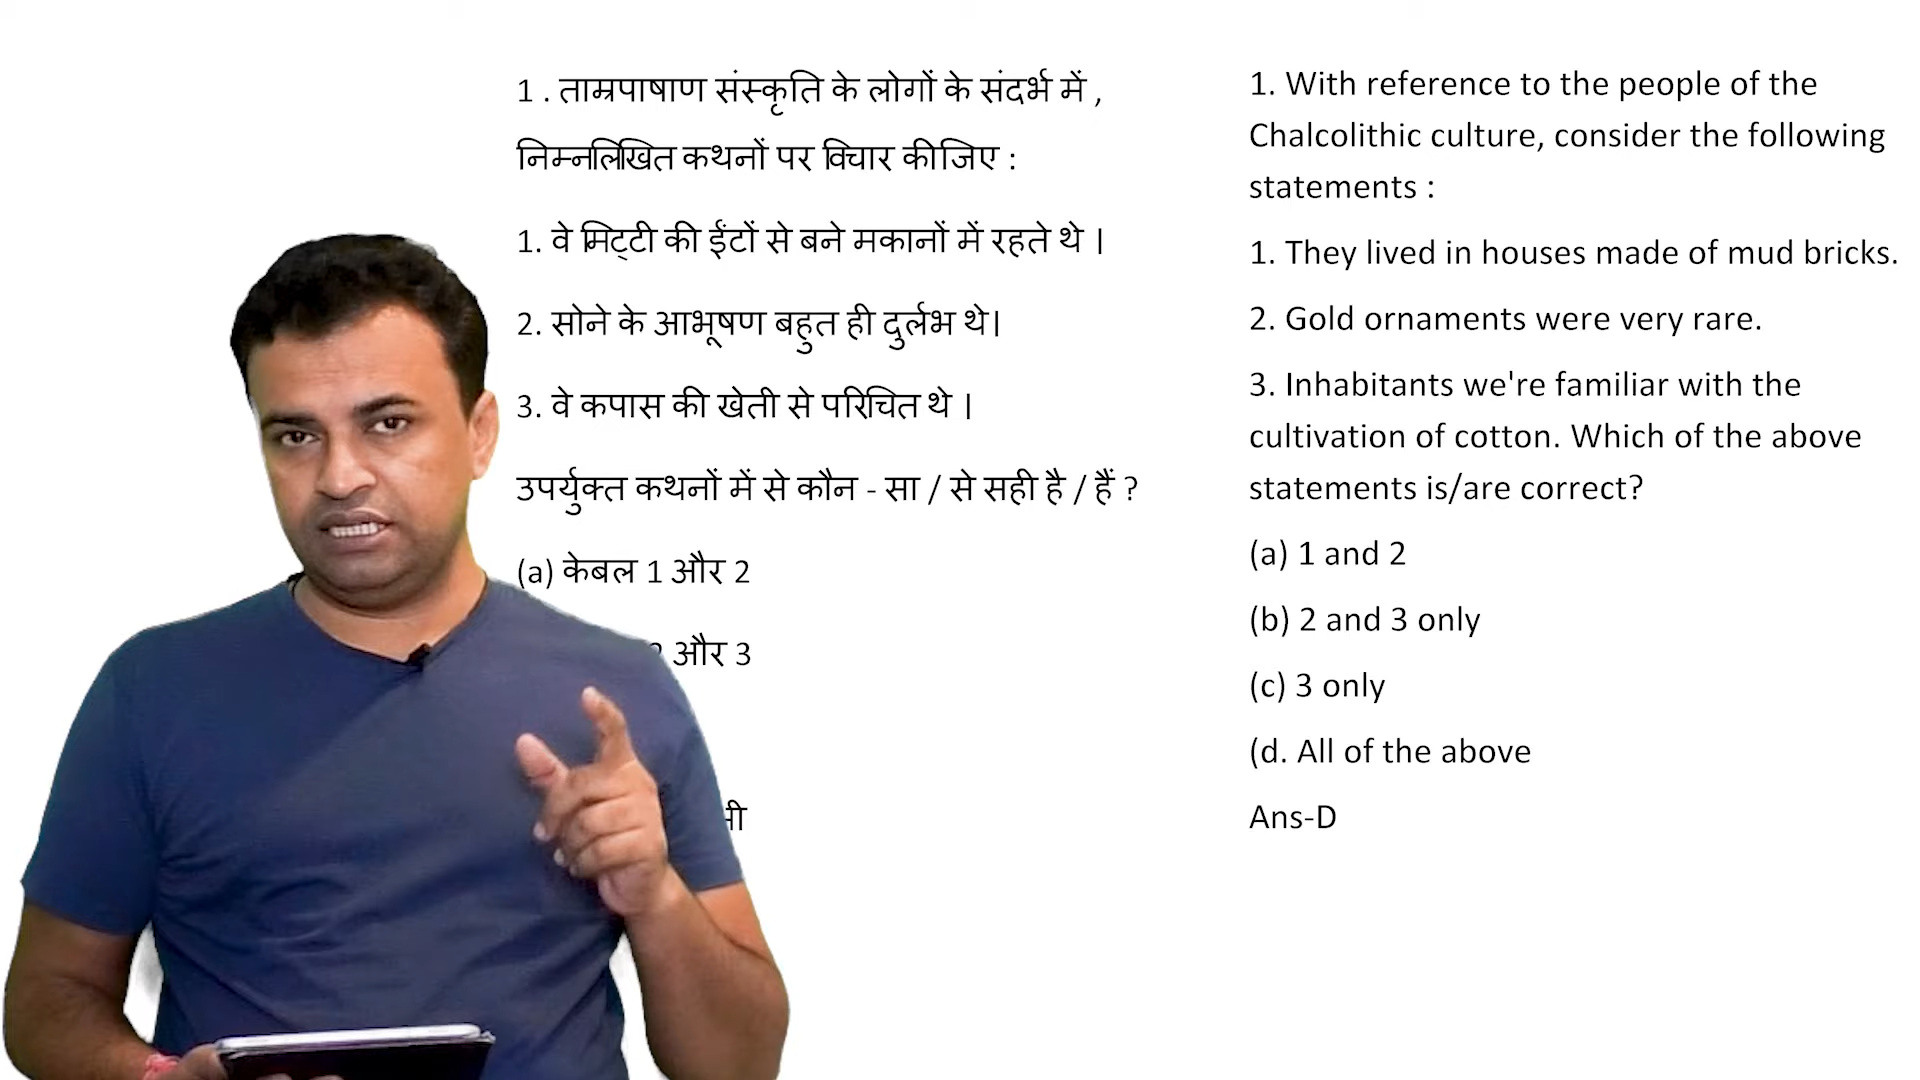 1 . ताम्रपाषाण संस्कृति के लोगों के संदर्भ में ,
निम्नलिखित कथनों पर विचार कीजिए :
1. वे मिट्टी की ईंटों से बने मकानों में रहते थे ।
2. सोने के आभूषण बहुत ही दुर्लभ थे।
3. वे कपास की खेती से परिचित थे ।
उपर्युक्त कथनों में से कौन - सा / से सही है / हैं ?
(a) केबल 1 और 2
और 3
1. With reference to the people of the
Chalcolithic culture, consider the following
statements :
1. They lived in houses made of mud bricks.
2. Gold ornaments were very rare.
3. Inhabitants we're familiar with the
cultivation of cotton. Which of the above
statements is/are correct?
(a) 1 and 2
(b) 2 and 3 only
(c) 3 only
(d. All of the above
Ans-D